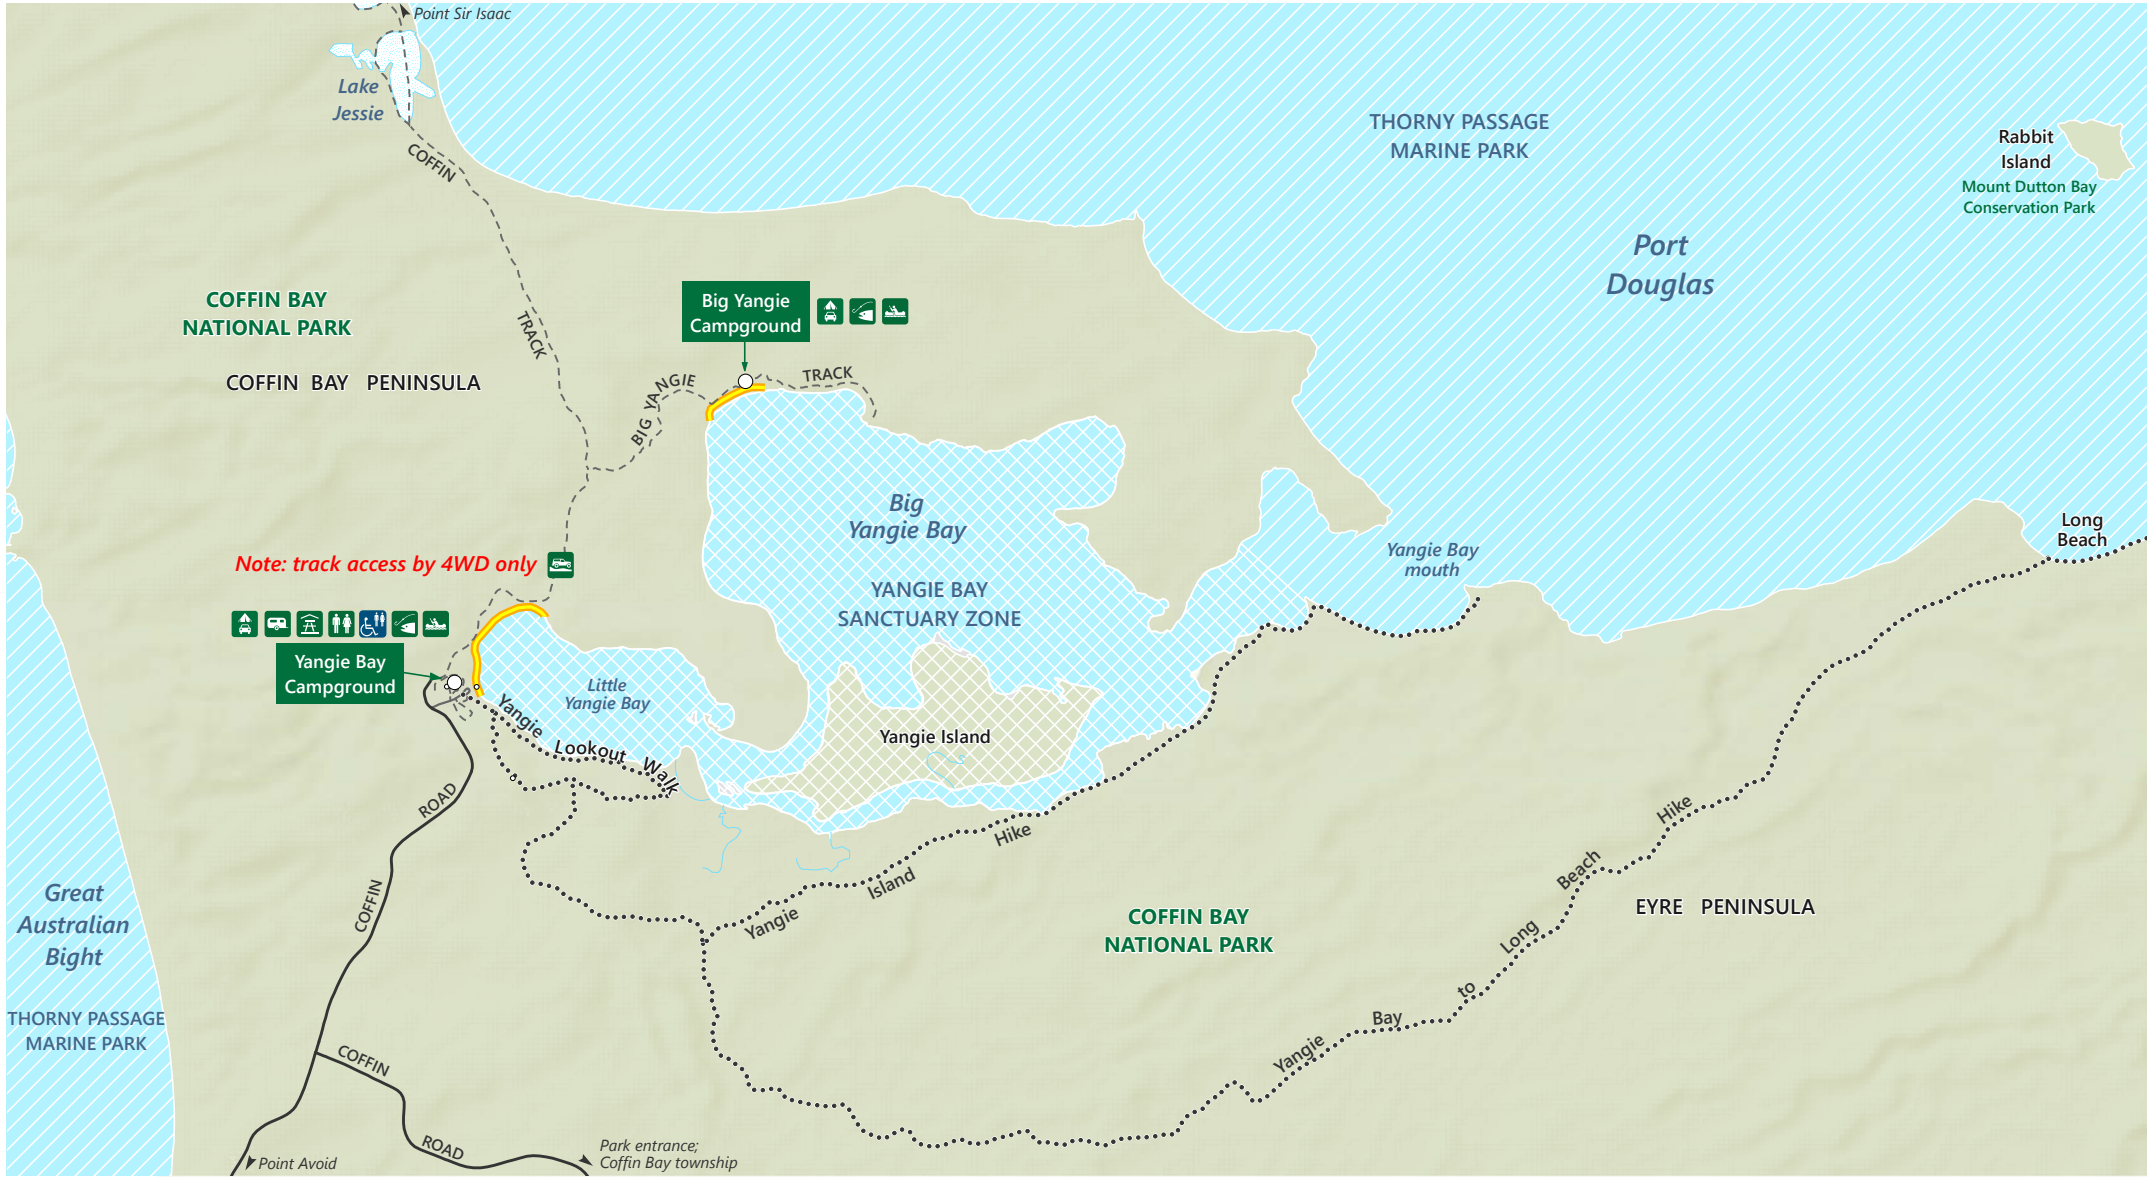 Point Sir Isaac
Lake
Jessie
COFFIN
TRACK
THORNY PASSAGE
MARINE PARK
Rabbit
Island
Mount Dutton Bay
Conservation Park
Port
Douglas
COFFIN BAY
NATIONAL PARK
COFFIN BAY PENINSULA
Big Yangie
Campground
BIG YANGIE
TRACK
Big
Yangie Bay
YANGIE BAY
SANCTUARY ZONE
Yangie Bay
mouth
Long
Beach
Note: track access by 4WD only
Yangie Bay
Campground
Little
Yangie Bay
Yangie Lookout Walk
Yangie Island
ROAD
COFFIN
Yangie Island Hike
Yangie Bay to Long Beach Hike
COFFIN BAY
NATIONAL PARK
EYRE PENINSULA
Great
Australian
Bight
THORNY PASSAGE
MARINE PARK
COFFIN
ROAD
Point Avoid
Park entrance;
Coffin Bay township